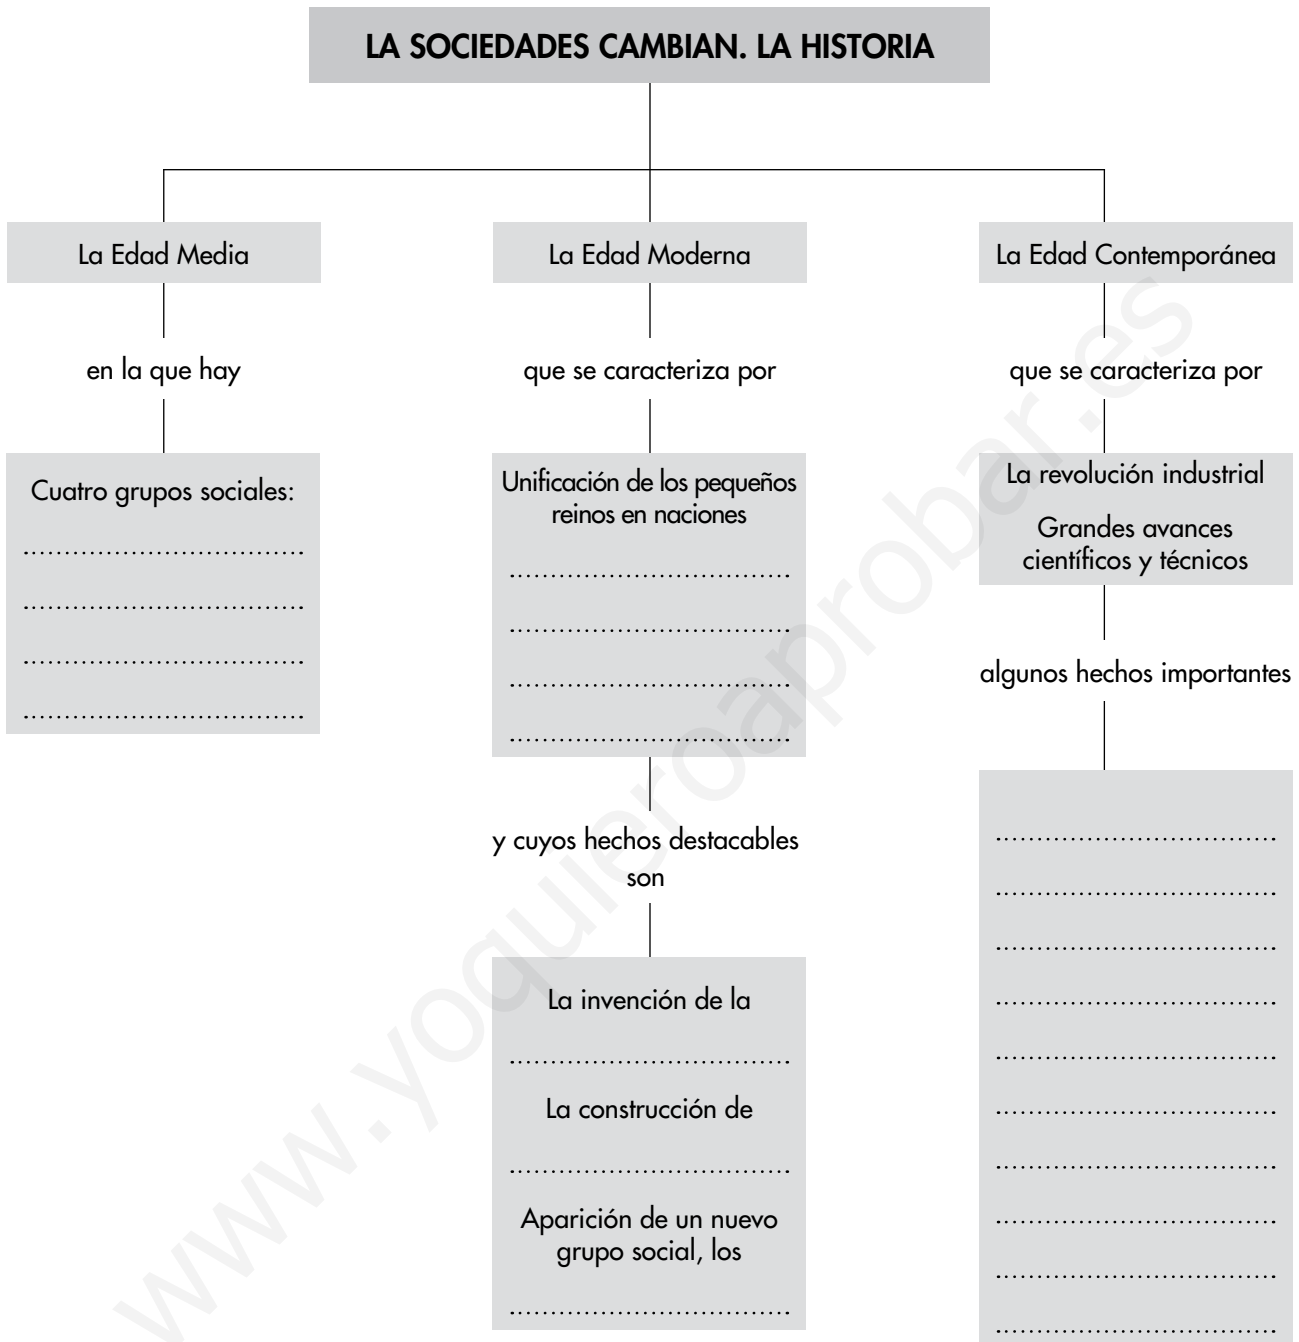 LA SOCIEDADES CAMBIAN. LA HISTORIA
La Edad Media
en la que hay
Cuatro grupos sociales:
..................................
..................................
..................................
..................................
La Edad Moderna
que se caracteriza por
Unificación de los pequeños
reinos en naciones
..................................
..................................
..................................
..................................
y cuyos hechos destacables
son
La invención de la
..................................
La construcción de
..................................
Aparición de un nuevo
grupo social, los
..................................
La Edad Contemporánea
que se caracteriza por
La revolución industrial
Grandes avances
científicos y técnicos
algunos hechos importantes
..................................
..................................
..................................
..................................
..................................
..................................
..................................
..................................
..................................
..................................
www.yoquieroaprobar.es